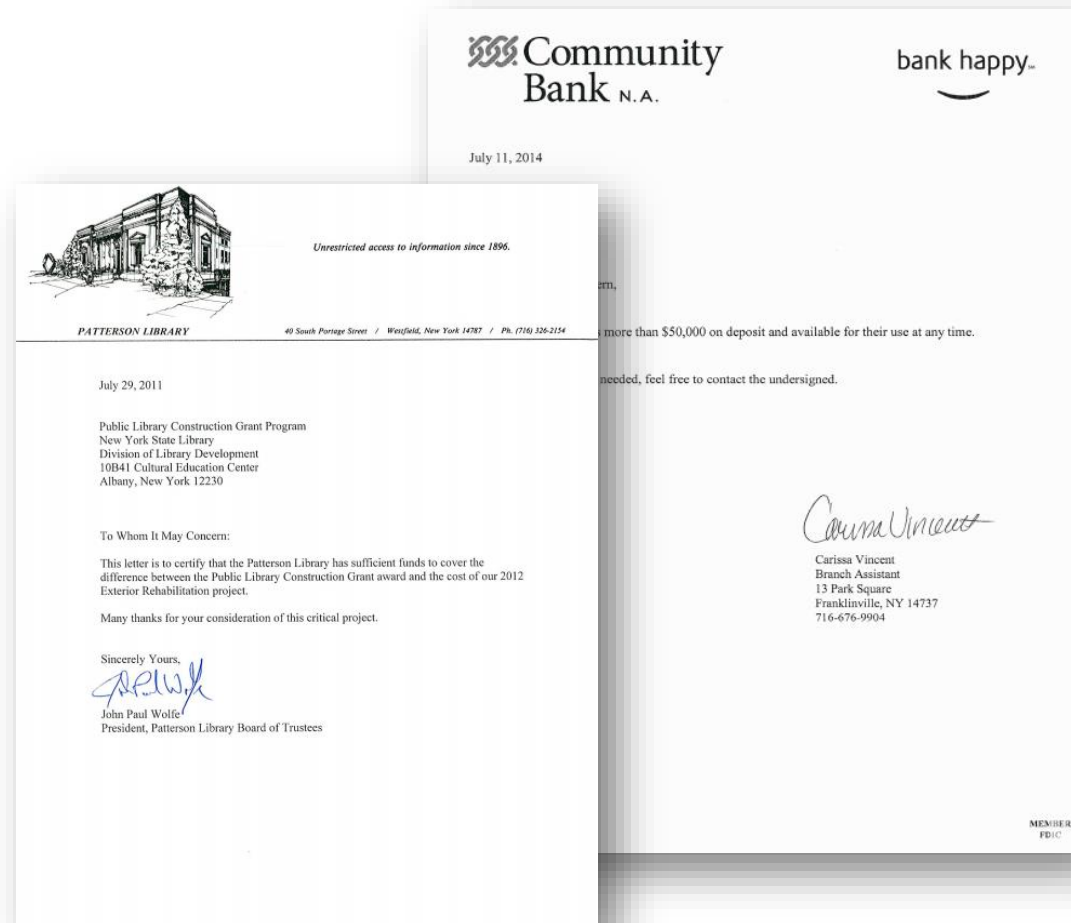 Community
Bank N.A.
bank happy
July 11, 2014
ern,
more than $50,000 on deposit and available for their use at any time.
needed, feel free to contact the undersigned.
Carissa Vincent
Carissa Vincent
Branch Assistant
13 Park Square
Franklinville, NY 14737
716-676-9904
MEMBER
FDIC
Unrestricted access to information since 1896.
PATTERSON LIBRARY
40 South Portage Street / Westfield, New York 14787 / Ph. (716) 326-2154
July 29, 2011
Public Library Construction Grant Program
New York State Library
Division of Library Development
10B41 Cultural Education Center
Albany, New York 12230
To Whom It May Concern:
This letter is to certify that the Patterson Library has sufficient funds to cover the
difference between the Public Library Construction Grant award and the cost of our 2012
Exterior Rehabilitation project.
Many thanks for your consideration of this critical project.
Sincerely Yours,
John Paul Wolfe
President, Patterson Library Board of Trustees